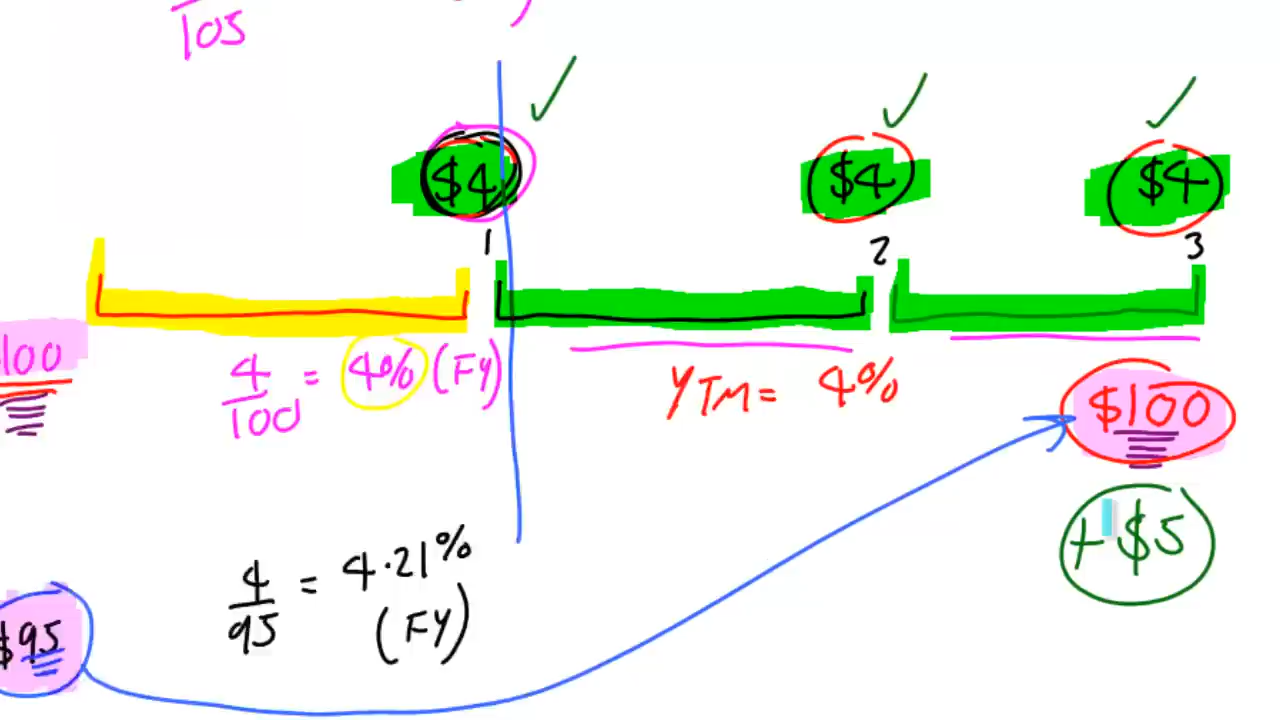 105
$4 $4 $4
1 2 3
100
4/100 = 4% (FY)
YTM = 4%
$100
+ $5
4/95 = 4.21%
(FY)
$95